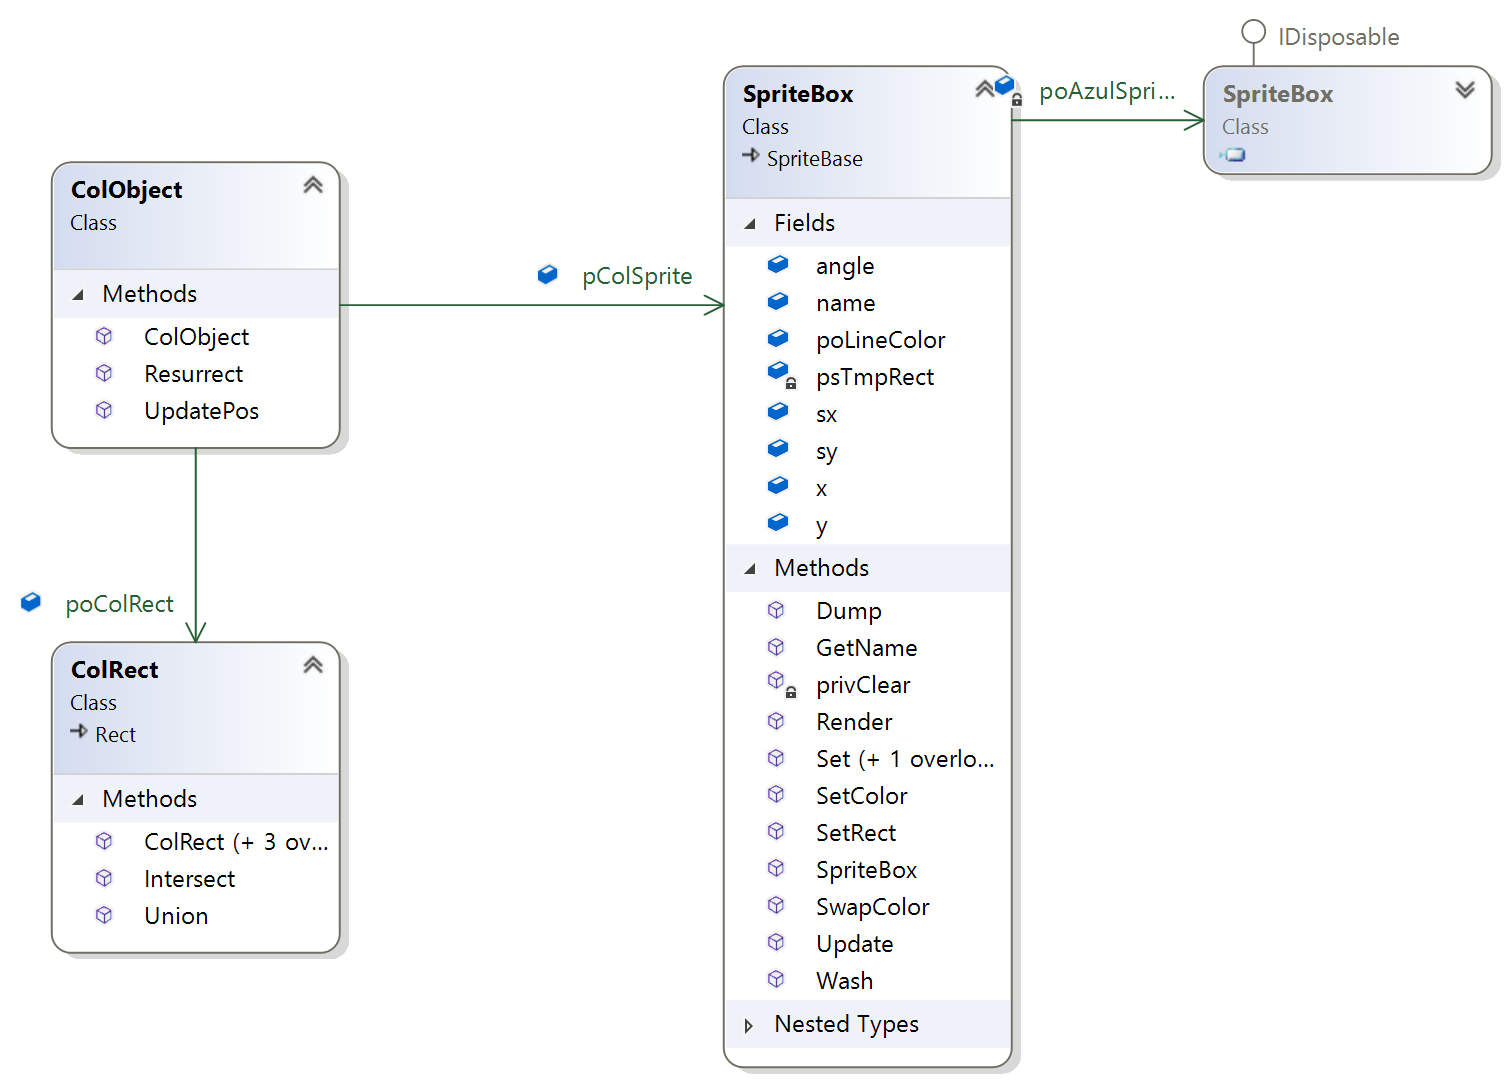 IDisposable
SpriteBox
Class
poAzulSpri...
SpriteBox
Class
SpriteBase
Fields
angle
name
poLineColor
psTmpRect
sx
sy
x
y
Methods
Dump
GetName
privClear
Render
Set (+ 1 overlo...
SetColor
SetRect
SpriteBox
SwapColor
Update
Wash
Nested Types
pColSprite
ColObject
Class
Methods
ColObject
Resurrect
UpdatePos
poColRect
ColRect
Class
Rect
Methods
ColRect (+ 3 ov...
Intersect
Union